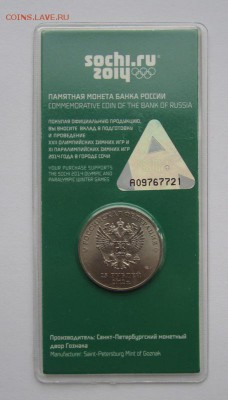 COINS.SU
sochi.ru
2014
ПАМЯТНАЯ МОНЕТА БАНКА РОССИИ
COMMEMORATIVE COIN OF THE BANK OF RUSSIA
ПОКУПАЯ ОФИЦИАЛЬНУЮ ПРОДУКЦИЮ,
ВЫ ВНОСИТЕ ВКЛАД В ПОДГОТОВКУ
И ПРОВЕДЕНИЕ
XXII ОЛИМПИЙСКИХ ЗИМНИХ ИГР И
XI ПАРАЛИМПИЙСКИХ ЗИМНИХ ИГР
2014 ГОДА В ГОРОДЕ СОЧИ
YOUR PURCHASE SUPPORTS
THE SOCHI 2014 OLYMPIC AND
PARALYMPIC WINTER GAMES
A09767721
25 РУБЛЕЙ
Производитель: Санкт-Петербургский монетный
двор Гознака
Manufacturer: Saint-Petersburg Mint of Goznak